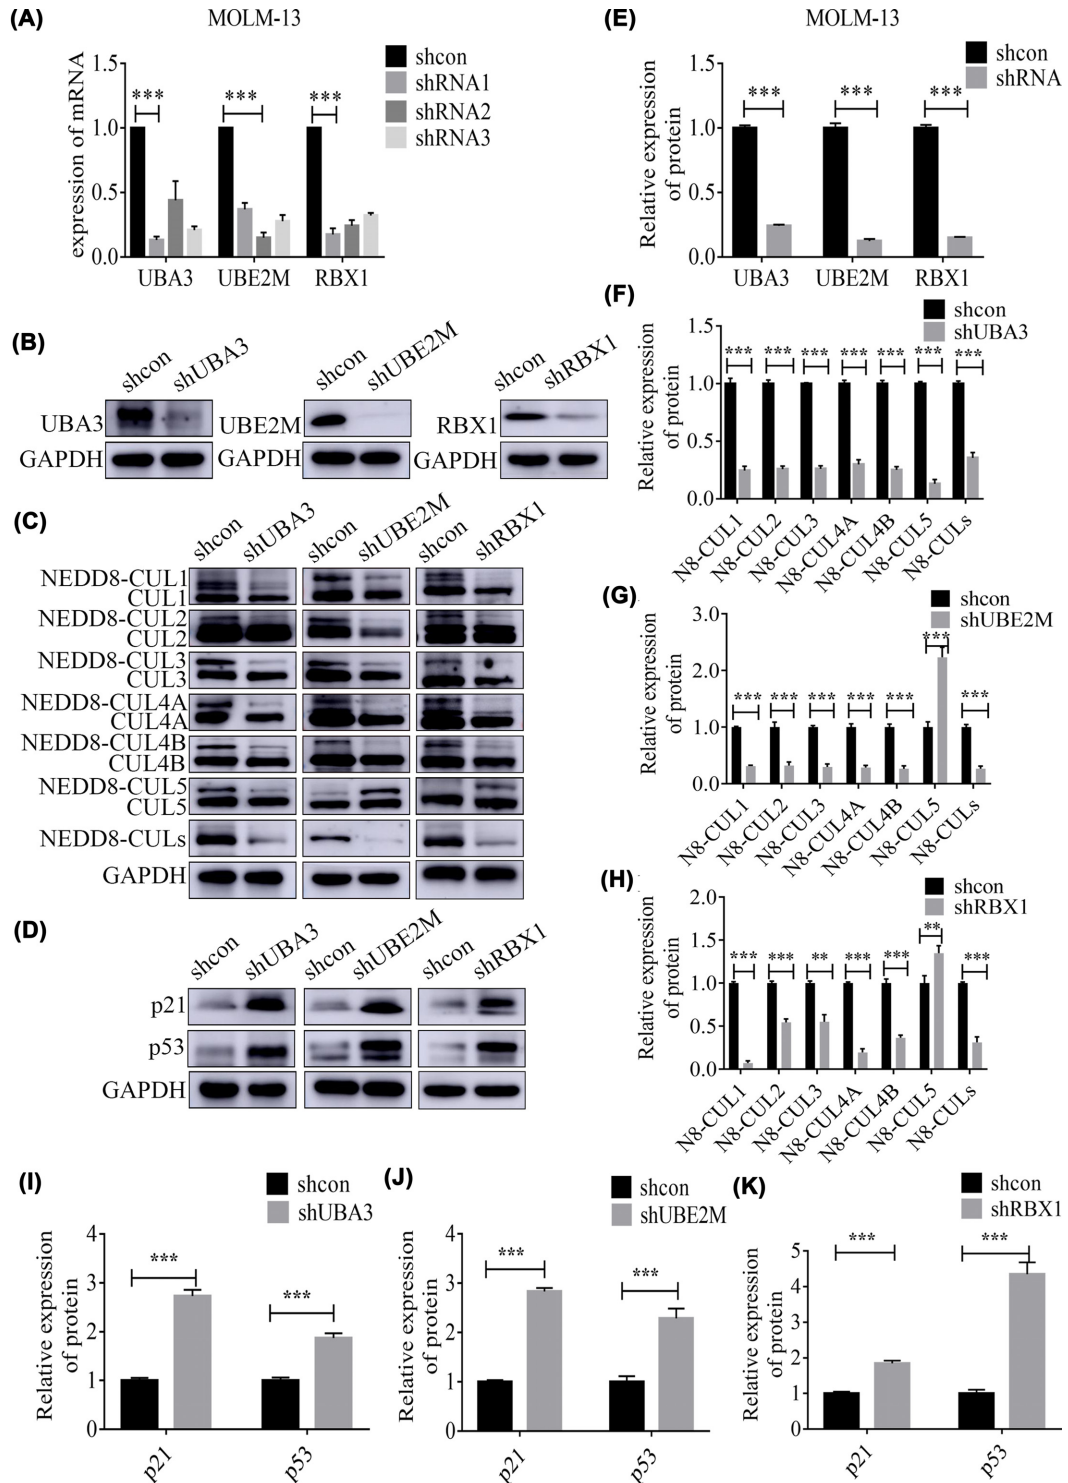 (A)
MOLM-13
expression of mRNA
1.5
1.0
0.5
0.0
***
***
***
shcon
shRNA1
shRNA2
shRNA3
UBA3
UBE2M
RBX1
(E)
MOLM-13
Relative expression
of protein
1.5
1.0
0.5
0.0
***
***
***
shcon
shRNA
UBA3
UBE2M
RBX1
(B)
shcon
shUBA3
shcon
shUBE2M
shcon
shRBX1
UBA3
UBE2M
RBX1
GAPDH
GAPDH
GAPDH
(F)
shcon
shUBA3
Relative expression
of protein
1.5
1.0
0.5
0.0
***
***
***
***
***
***
***
N8-CUL1
N8-CUL2
N8-CUL3
N8-CUL4A
N8-CUL4B
N8-CUL5
N8-CULs
(C)
shcon
shUBA3
shcon
shUBE2M
shcon
shRBX1
NEDD8-CUL1
CUL1
NEDD8-CUL2
CUL2
NEDD8-CUL3
CUL3
NEDD8-CUL4A
CUL4A
NEDD8-CUL4B
CUL4B
NEDD8-CUL5
CUL5
NEDD8-CULs
GAPDH
(G)
shcon
shUBE2M
Relative expression
of protein
3.0
2.0
1.0
0.0
***
***
***
***
***
***
***
N8-CUL1
N8-CUL2
N8-CUL3
N8-CUL4A
N8-CUL4B
N8-CUL5
N8-CULs
(H)
shcon
shRBX1
Relative expression
of protein
2.0
1.5
1.0
0.5
0.0
***
***
**
***
***
**
***
N8-CUL1
N8-CUL2
N8-CUL3
N8-CUL4A
N8-CUL4B
N8-CUL5
N8-CULs
(D)
shcon
shUBA3
shcon
shUBE2M
shcon
shRBX1
p21
p53
GAPDH
(I)
shcon
shUBA3
Relative expression
of protein
4
3
2
1
0
***
***
p21
p53
(J)
shcon
shUBE2M
Relative expression
of protein
4
3
2
1
0
***
***
p21
p53
(K)
shcon
shRBX1
Relative expression
of protein
5
4
3
2
1
0
***
***
p21
p53